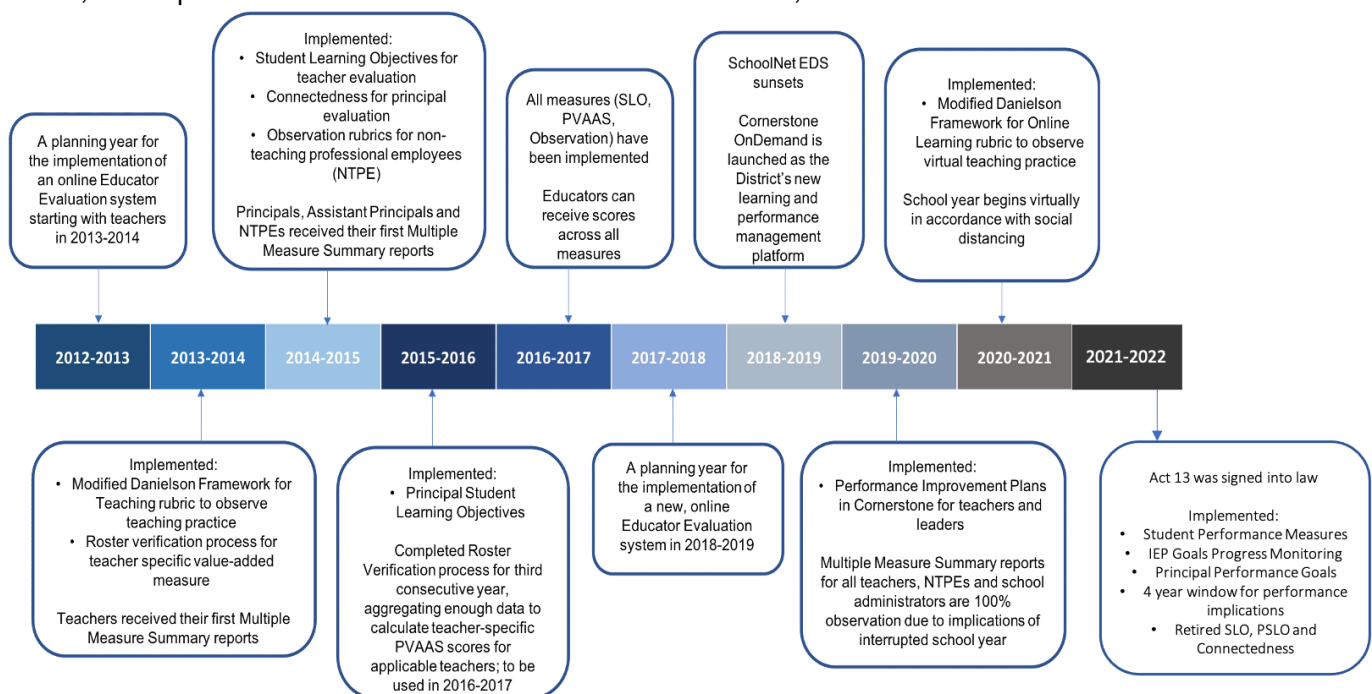 Implemented:
• Student Learning Objectives for
teacher evaluation
• Connectedness for principal
evaluation
• Observation rubrics for non-
teaching professional employees
(NTPE)
Principals, Assistant Principals and
NTPEs received their first Multiple
Measure Summary reports
SchoolNet EDS
sunsets
Cornerstone
OnDemand is
launched as the
District's new
learning and
performance
management
platform
Implemented:
• Modified Danielson
Framework for Online
Learning rubric to observe
virtual teaching practice
School year begins virtually
in accordance with social
distancing
All measures (SLO,
PVAAS,
Observation) have
been implemented
Educators can
receive scores
across all
measures
A planning year for
the implementation of
an online Educator
Evaluation system
starting with teachers
in 2013-2014
2012-2013
2013-2014
2014-2015
2015-2016
2016-2017
2017-2018
2018-2019
2019-2020
2020-2021
2021-2022
Implemented:
• Modified Danielson Framework for
Teaching rubric to observe
teaching practice
• Roster verification process for
teacher specific value-added
measure
Teachers received their first Multiple
Measure Summary reports
Implemented:
• Principal Student
Learning Objectives
Completed Roster
Verification process for third
consecutive year,
aggregating enough data to
calculate teacher-specific
PVAAS scores for
applicable teachers; to be
used in 2016-2017
A planning year for
the implementation of
a new, online
Educator Evaluation
system in 2018-2019
Implemented:
• Performance Improvement Plans
in Cornerstone for teachers and
leaders
Multiple Measure Summary reports
for all teachers, NTPEs and school
administrators are 100%
observation due to implications of
interrupted school year
Act 13 was signed into law
Implemented:
• Student Performance Measures
• IEP Goals Progress Monitoring
• Principal Performance Goals
• 4 year window for performance
implications
• Retired SLO, PSLO and
Connectedness